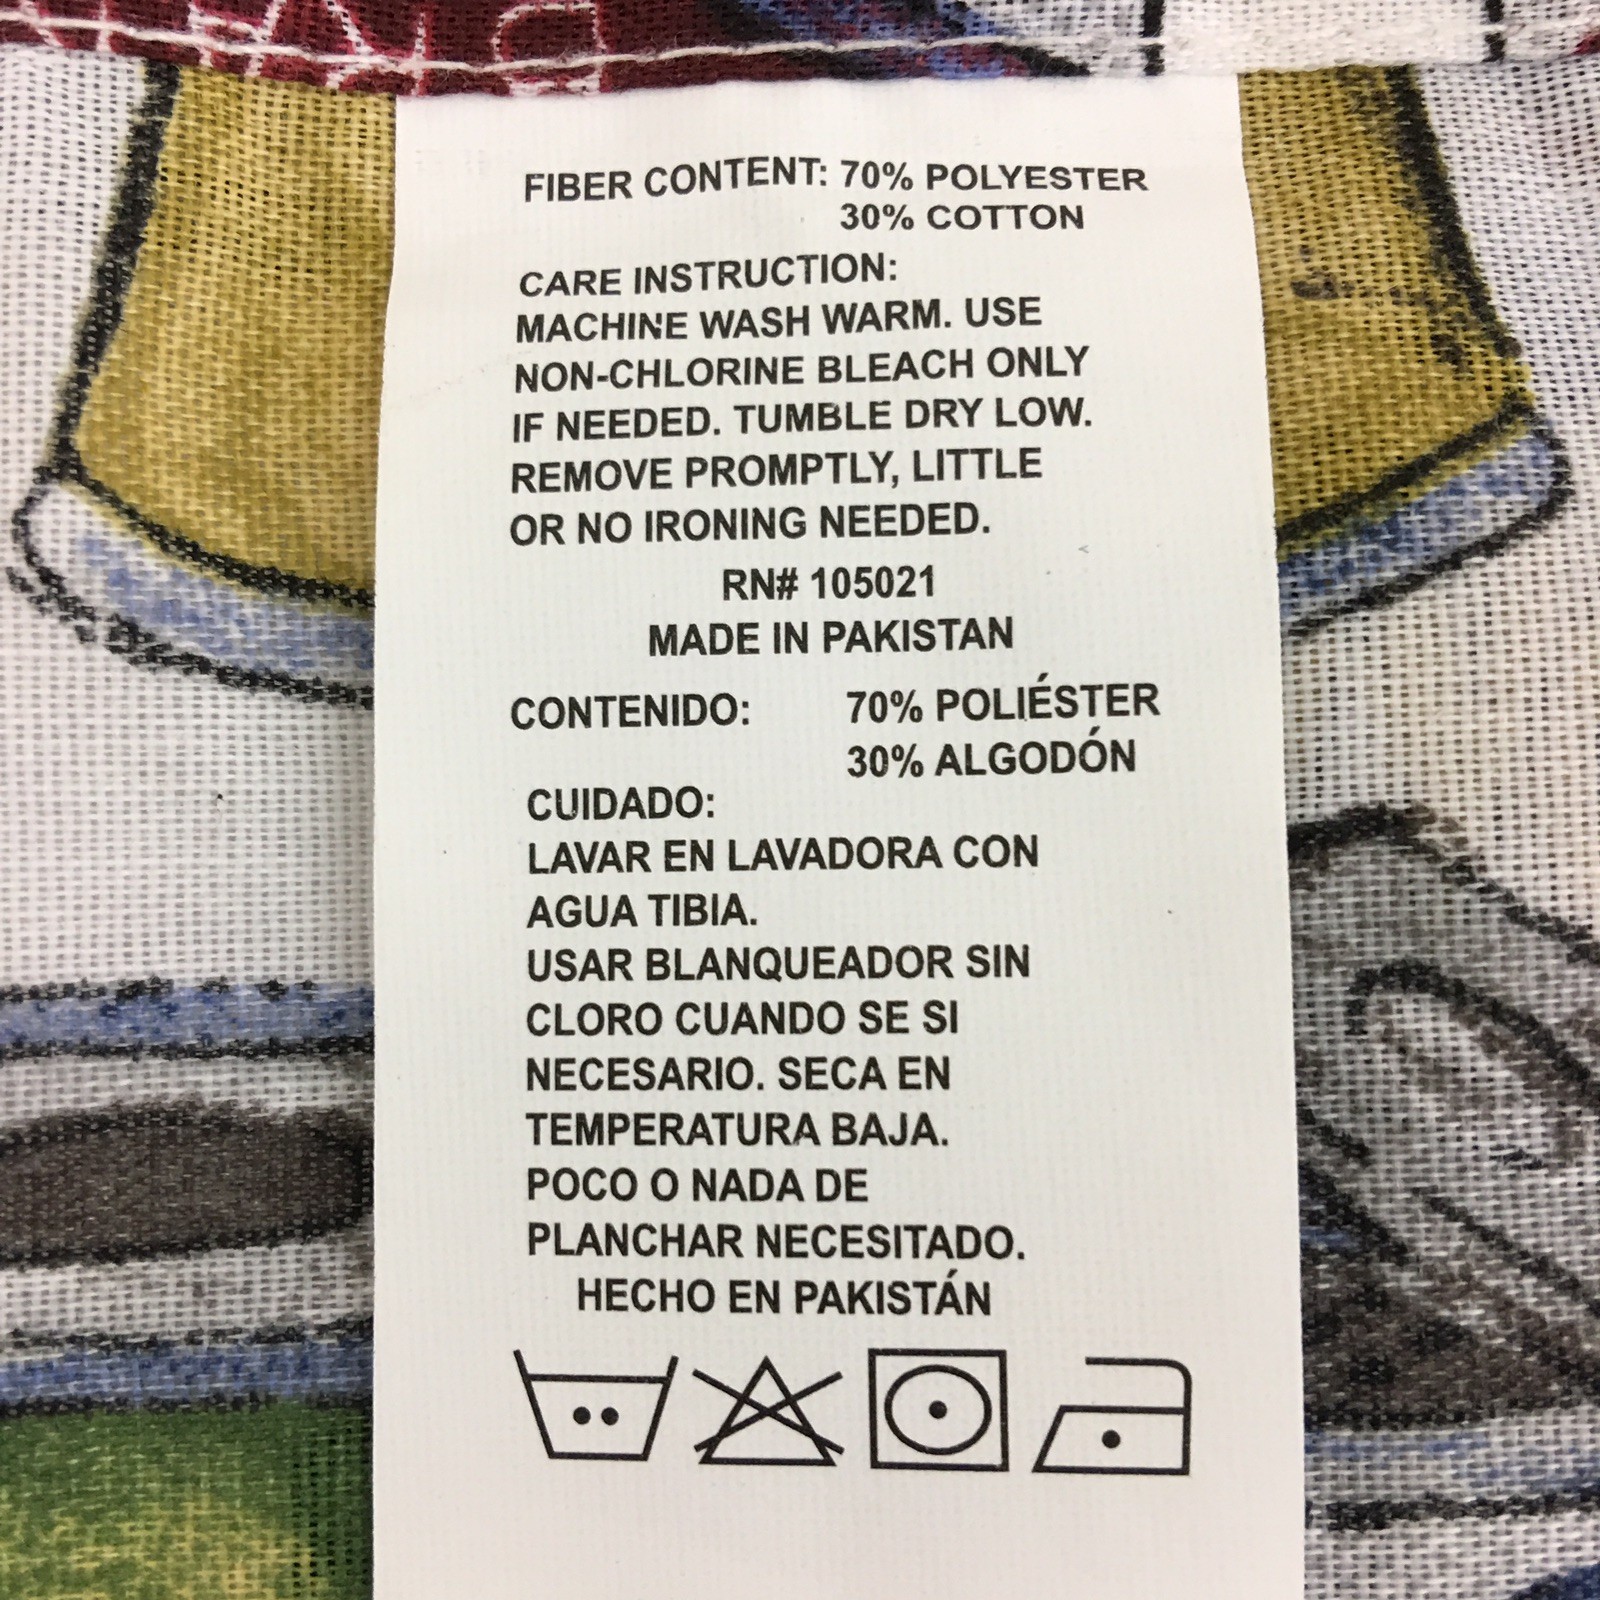 FIBER CONTENT: 70% POLYESTER
30% COTTON
CARE INSTRUCTION:
MACHINE WASH WARM. USE
NON-CHLORINE BLEACH ONLY
IF NEEDED. TUMBLE DRY LOW.
REMOVE PROMPTLY, LITTLE
OR NO IRONING NEEDED.
RN# 105021
MADE IN PAKISTAN
CONTENIDO: 70% POLIÉSTER
30% ALGODÓN
CUIDADO:
LAVAR EN LAVADORA CON
AGUA TIBIA.
USAR BLANQUEADOR SIN
CLORO CUANDO SE SI
NECESARIO. SECA EN
TEMPERATURA BAJA.
POCO O NADA DE
PLANCHAR NECESITADO.
HECHO EN PAKISTÁN